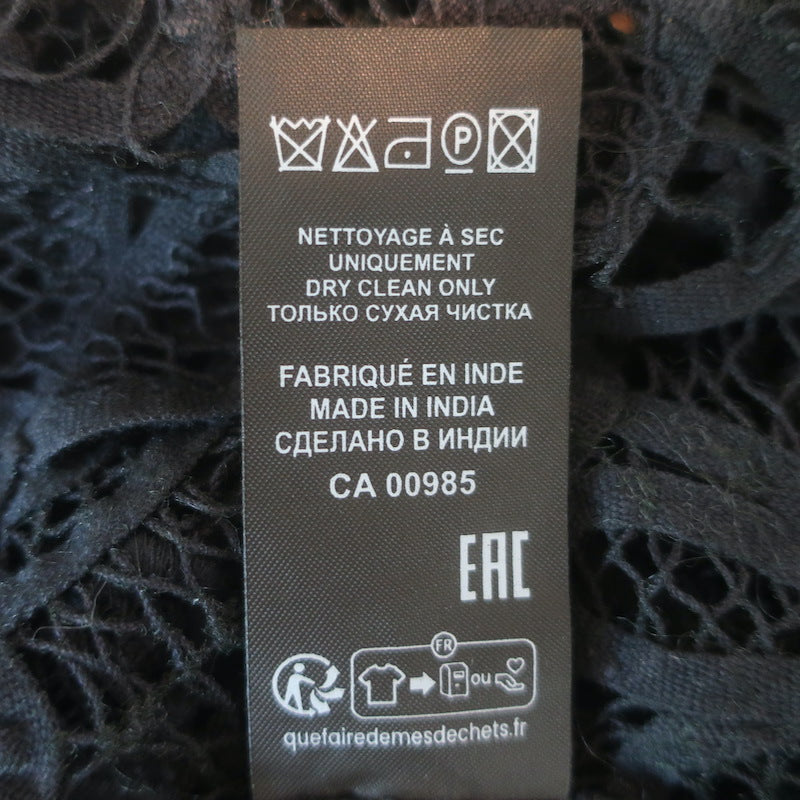 P
NETTOYAGE À SEC
UNIQUEMENT
DRY CLEAN ONLY
ТОЛЬКО СУХАЯ ЧИСТКА
FABRIQUÉ EN INDE
MADE IN INDIA
СДЕЛАНО В ИНДИИ
CA 00985
EAC
FR
ou
quefairedemesdechets.fr